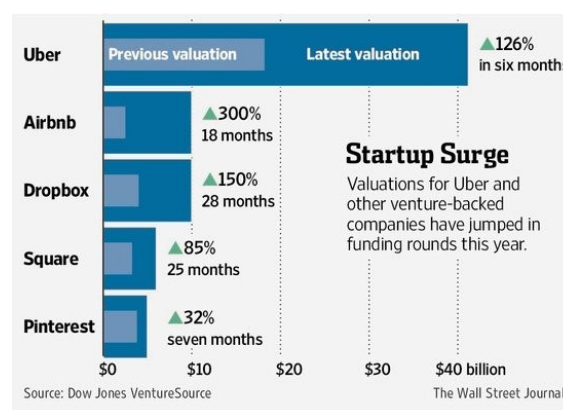 Uber
Previous valuation
Latest valuation
▲126%
in six month
Airbnb
▲300%
18 months
Dropbox
▲150%
28 months
Square
▲85%
25 months
Pinterest
▲32%
seven months
Startup Surge
Valuations for Uber and
other venture-backed
companies have jumped in
funding rounds this year.
$0 $10 $20 $30 $40 billion
Source: Dow Jones VentureSource
The Wall Street Journal